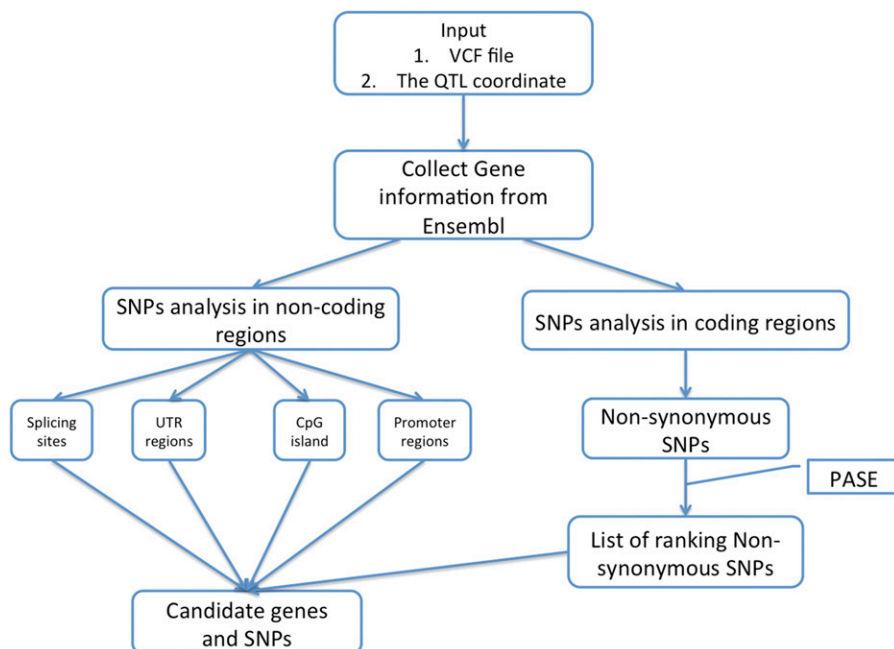 Input
1. VCF file
2. The QTL coordinate
Collect Gene
information from
Ensembl
SNPs analysis in non-coding
regions
SNPs analysis in coding regions
Splicing
sites
UTR
regions
CpG
island
Promoter
regions
Non-synonymous
SNPs
PASE
List of ranking Non-
synonymous SNPs
Candidate genes
and SNPs